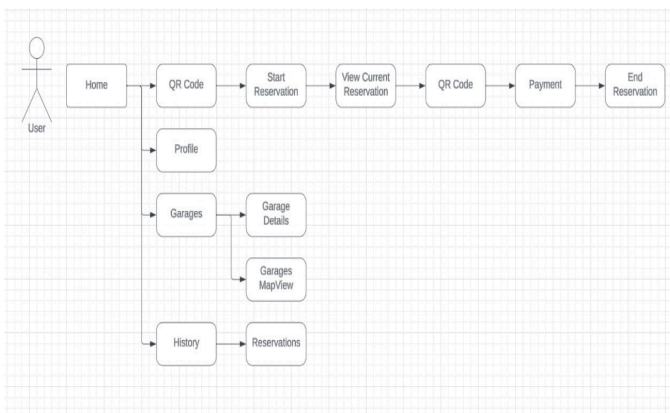 User
Home
QR Code
Start
Reservation
View Current
Reservation
QR Code
Payment
End
Reservation
Profile
Garages
Garage
Details
Garages
MapView
History
Reservations